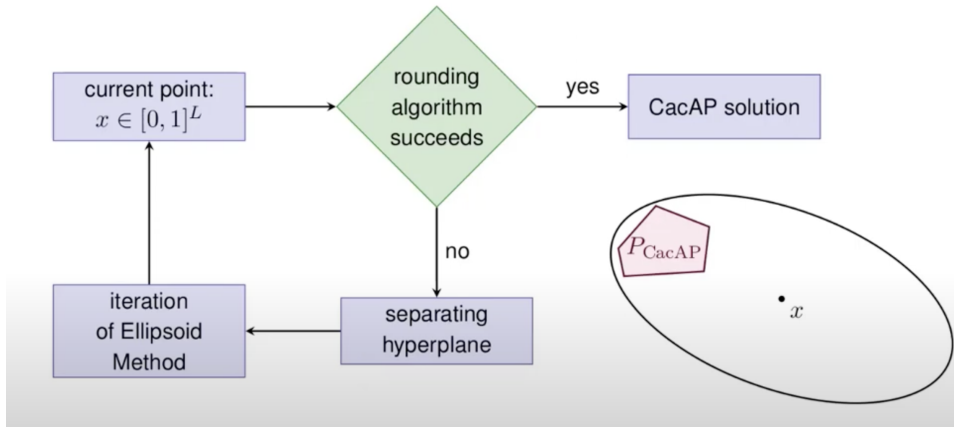 current point:
x ∈ [0, 1]^L
rounding
algorithm
succeeds
yes
CacAP solution
no
separating
hyperplane
iteration
of Ellipsoid
Method
P_CacAP
x